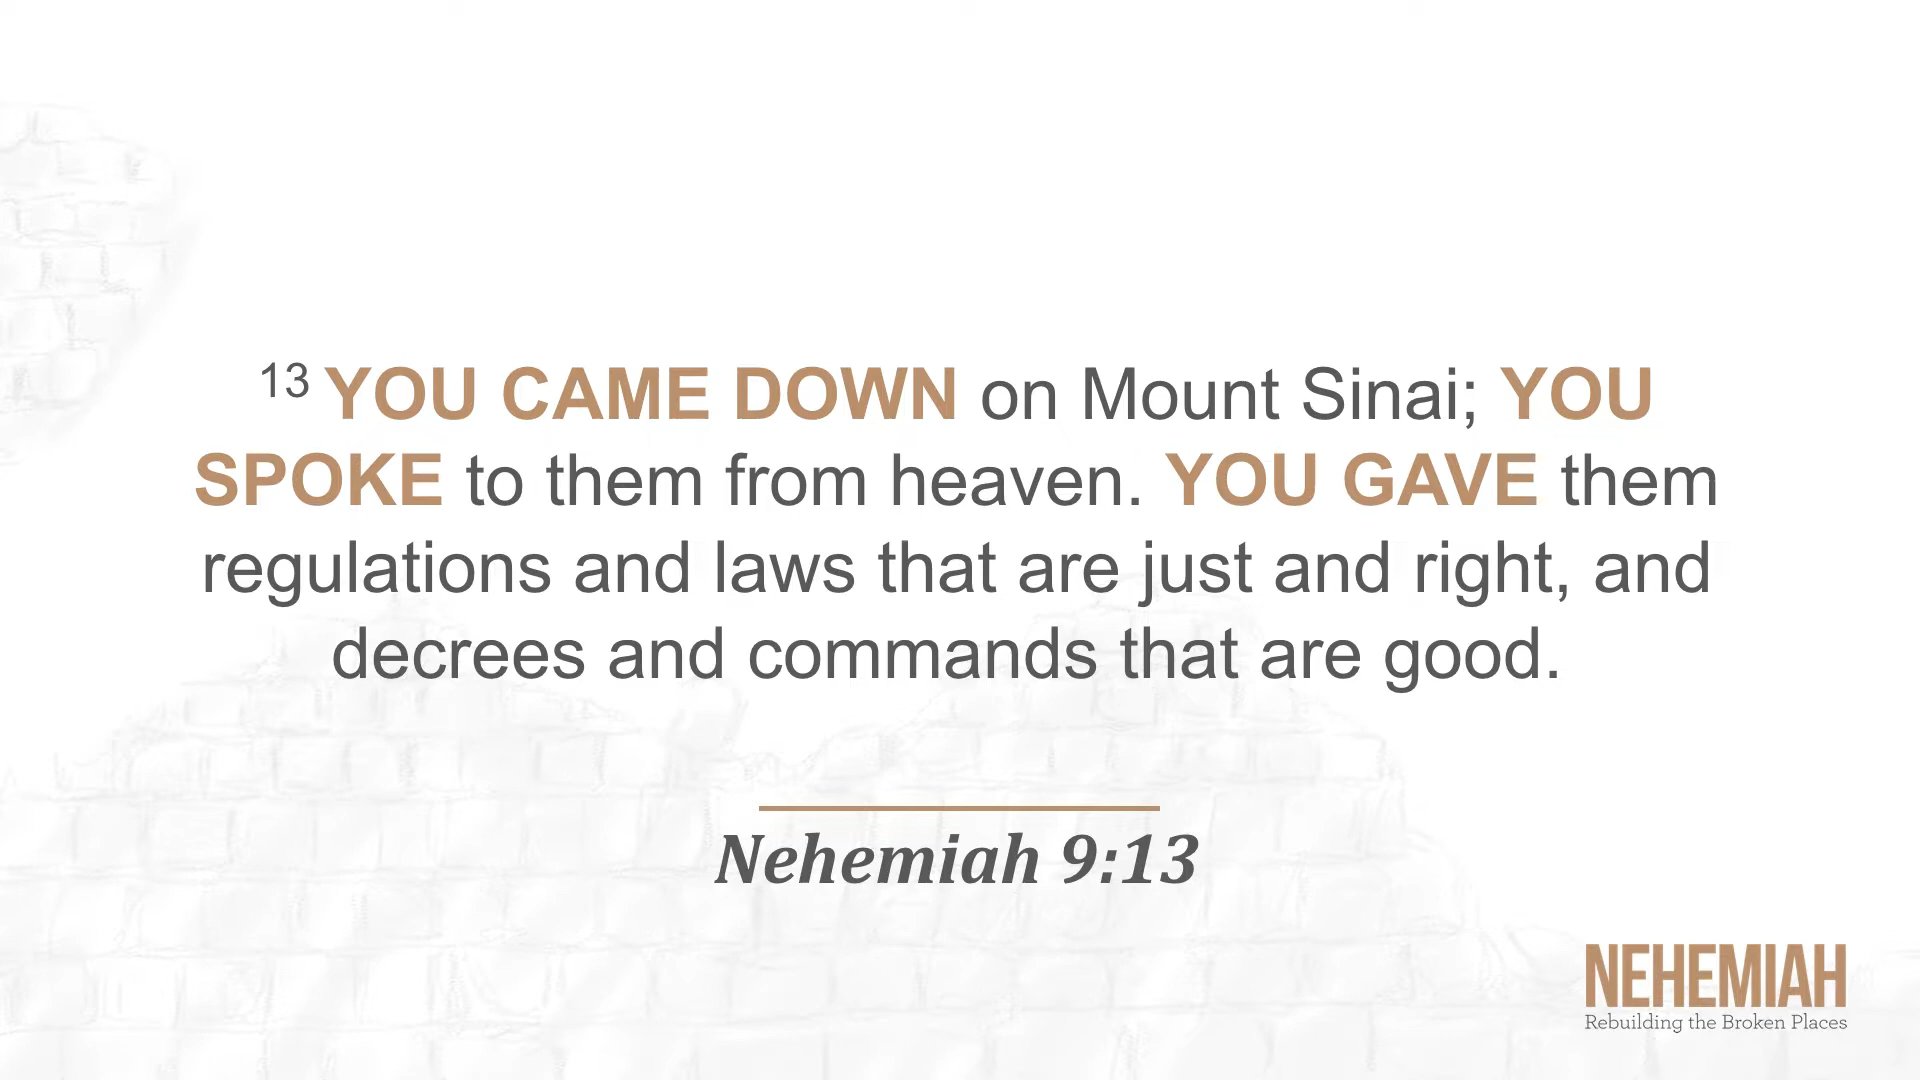 13 YOU CAME DOWN on Mount Sinai; YOU
SPOKE to them from heaven. YOU GAVE them
regulations and laws that are just and right, and
decrees and commands that are good.
Nehemiah 9:13
NEHEMIAH
Rebuilding the Broken Places